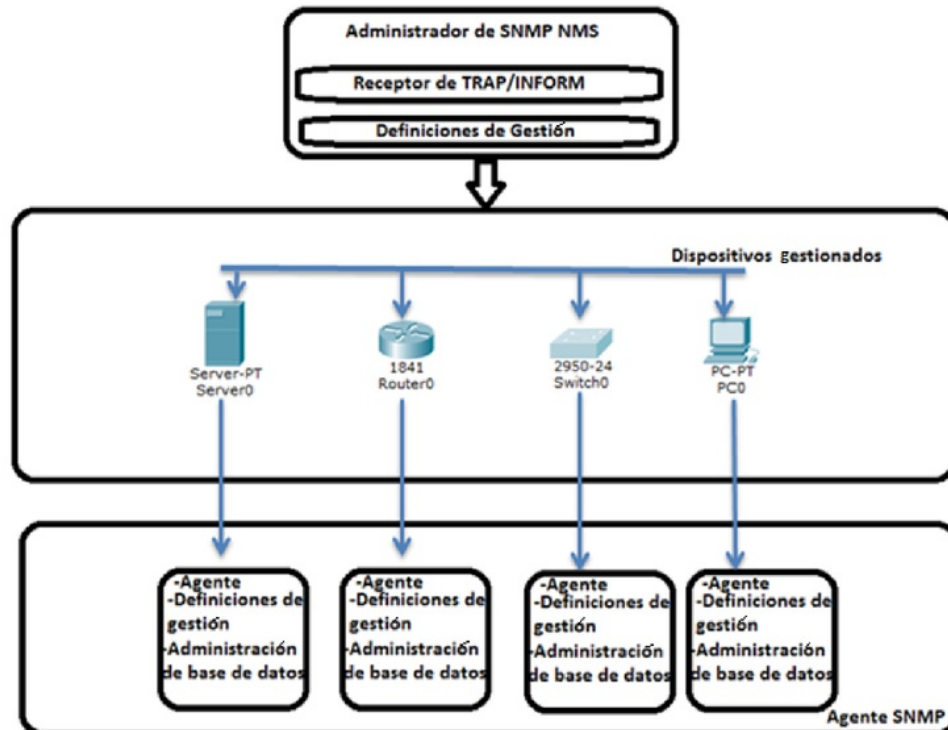 Administrador de SNMP NMS
Receptor de TRAP/INFORM
Definiciones de Gestión
Dispositivos gestionados
Server-PT
Server0
1841
Router0
2950-24
Switch0
PC-PT
PC0
-Agente
-Definiciones de
gestión
-Administración
de base de datos
-Agente
-Definiciones de
gestión
-Administración
de base de datos
-Agente
-Definiciones de
gestión
-Administración
de base de datos
-Agente
-Definiciones de
gestión
-Administración
de base de datos
Agente SNMP